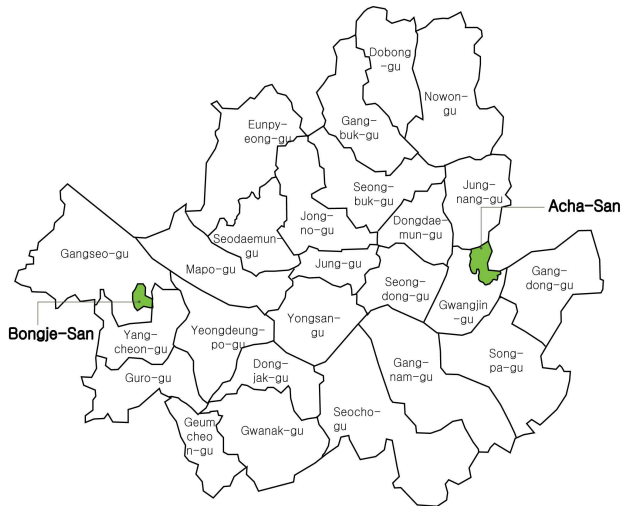 Dobong
-gu
Nowon-
gu
Eunpy-
eong-gu
Gang-
buk-gu
Seong-
buk-gu
Jung-
nang-gu
Acha-San
Jong-
no-gu
Dongdae-
mun-gu
Seodaemun-
gu
Gangseo-gu
Mapo-gu
Jung-gu
Seong-
dong-gu
Gwangjin
-gu
Gang-
dong-gu
Bongje-San
Yang-
cheon-gu
Yeongdeung-
po-gu
Yongsan-
gu
Guro-gu
Dong-
jak-gu
Gang-
nam-gu
Song-
pa-gu
Geum
cheo
n-gu
Gwanak-gu
Seocho-
gu